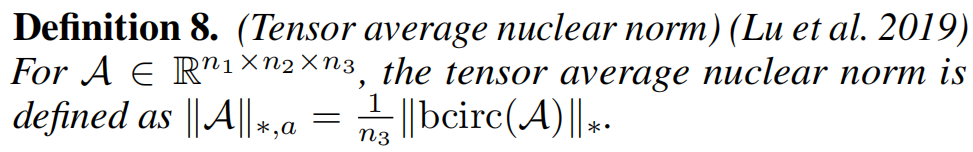 Definition 8. (Tensor average nuclear norm) (Lu et al. 2019)
For $\mathcal{A} \in \mathbb{R}^{n_1 \times n_2 \times n_3}$, the tensor average nuclear norm is
defined as $\|\mathcal{A}\|_{*,a} = \frac{1}{n_3}\|\mathrm{bcirc}(\mathcal{A})\|_*$.